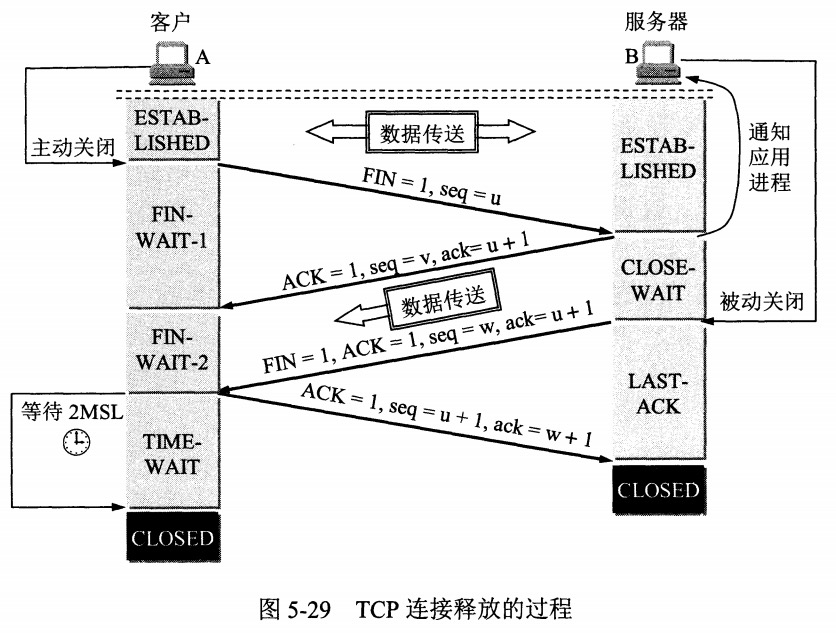 客户
服务器
A
B
ESTAB-
LISHED
数据传送
通知
应用
进程
主动关闭
ESTAB-
LISHED
FIN = 1, seq = u
FIN-
WAIT-1
ACK = 1, seq = v, ack= u + 1
CLOSE-
WAIT
数据传送
被动关闭
FIN-
WAIT-2
FIN = 1, ACK = 1, seq = w, ack= u + 1
LAST-
ACK
等待 2MSL
ACK = 1, seq = u + 1, ack = w + 1
TIME-
WAIT
CLOSED
CLOSED
图 5-29 TCP 连接释放的过程